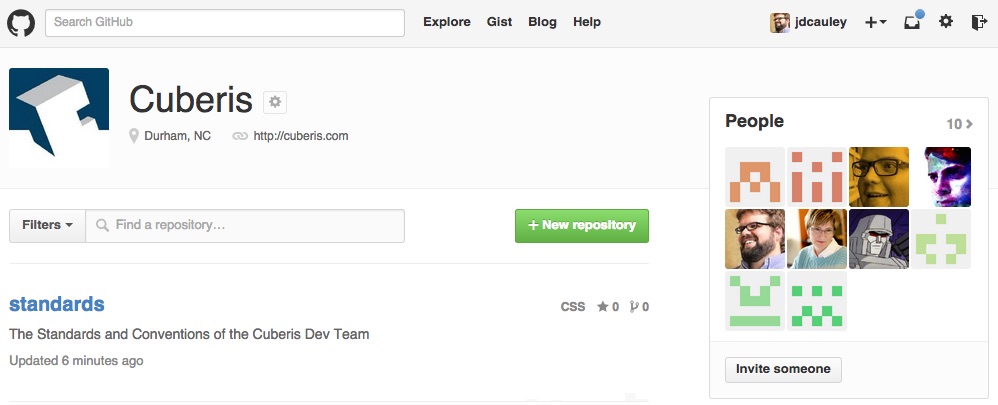 Search GitHub Explore Gist Blog Help jdcauley
Cuberis
Durham, NC http://cuberis.com
People 10
Filters Find a repository... + New repository
standards CSS 0 0
The Standards and Conventions of the Cuberis Dev Team
Updated 6 minutes ago
Invite someone